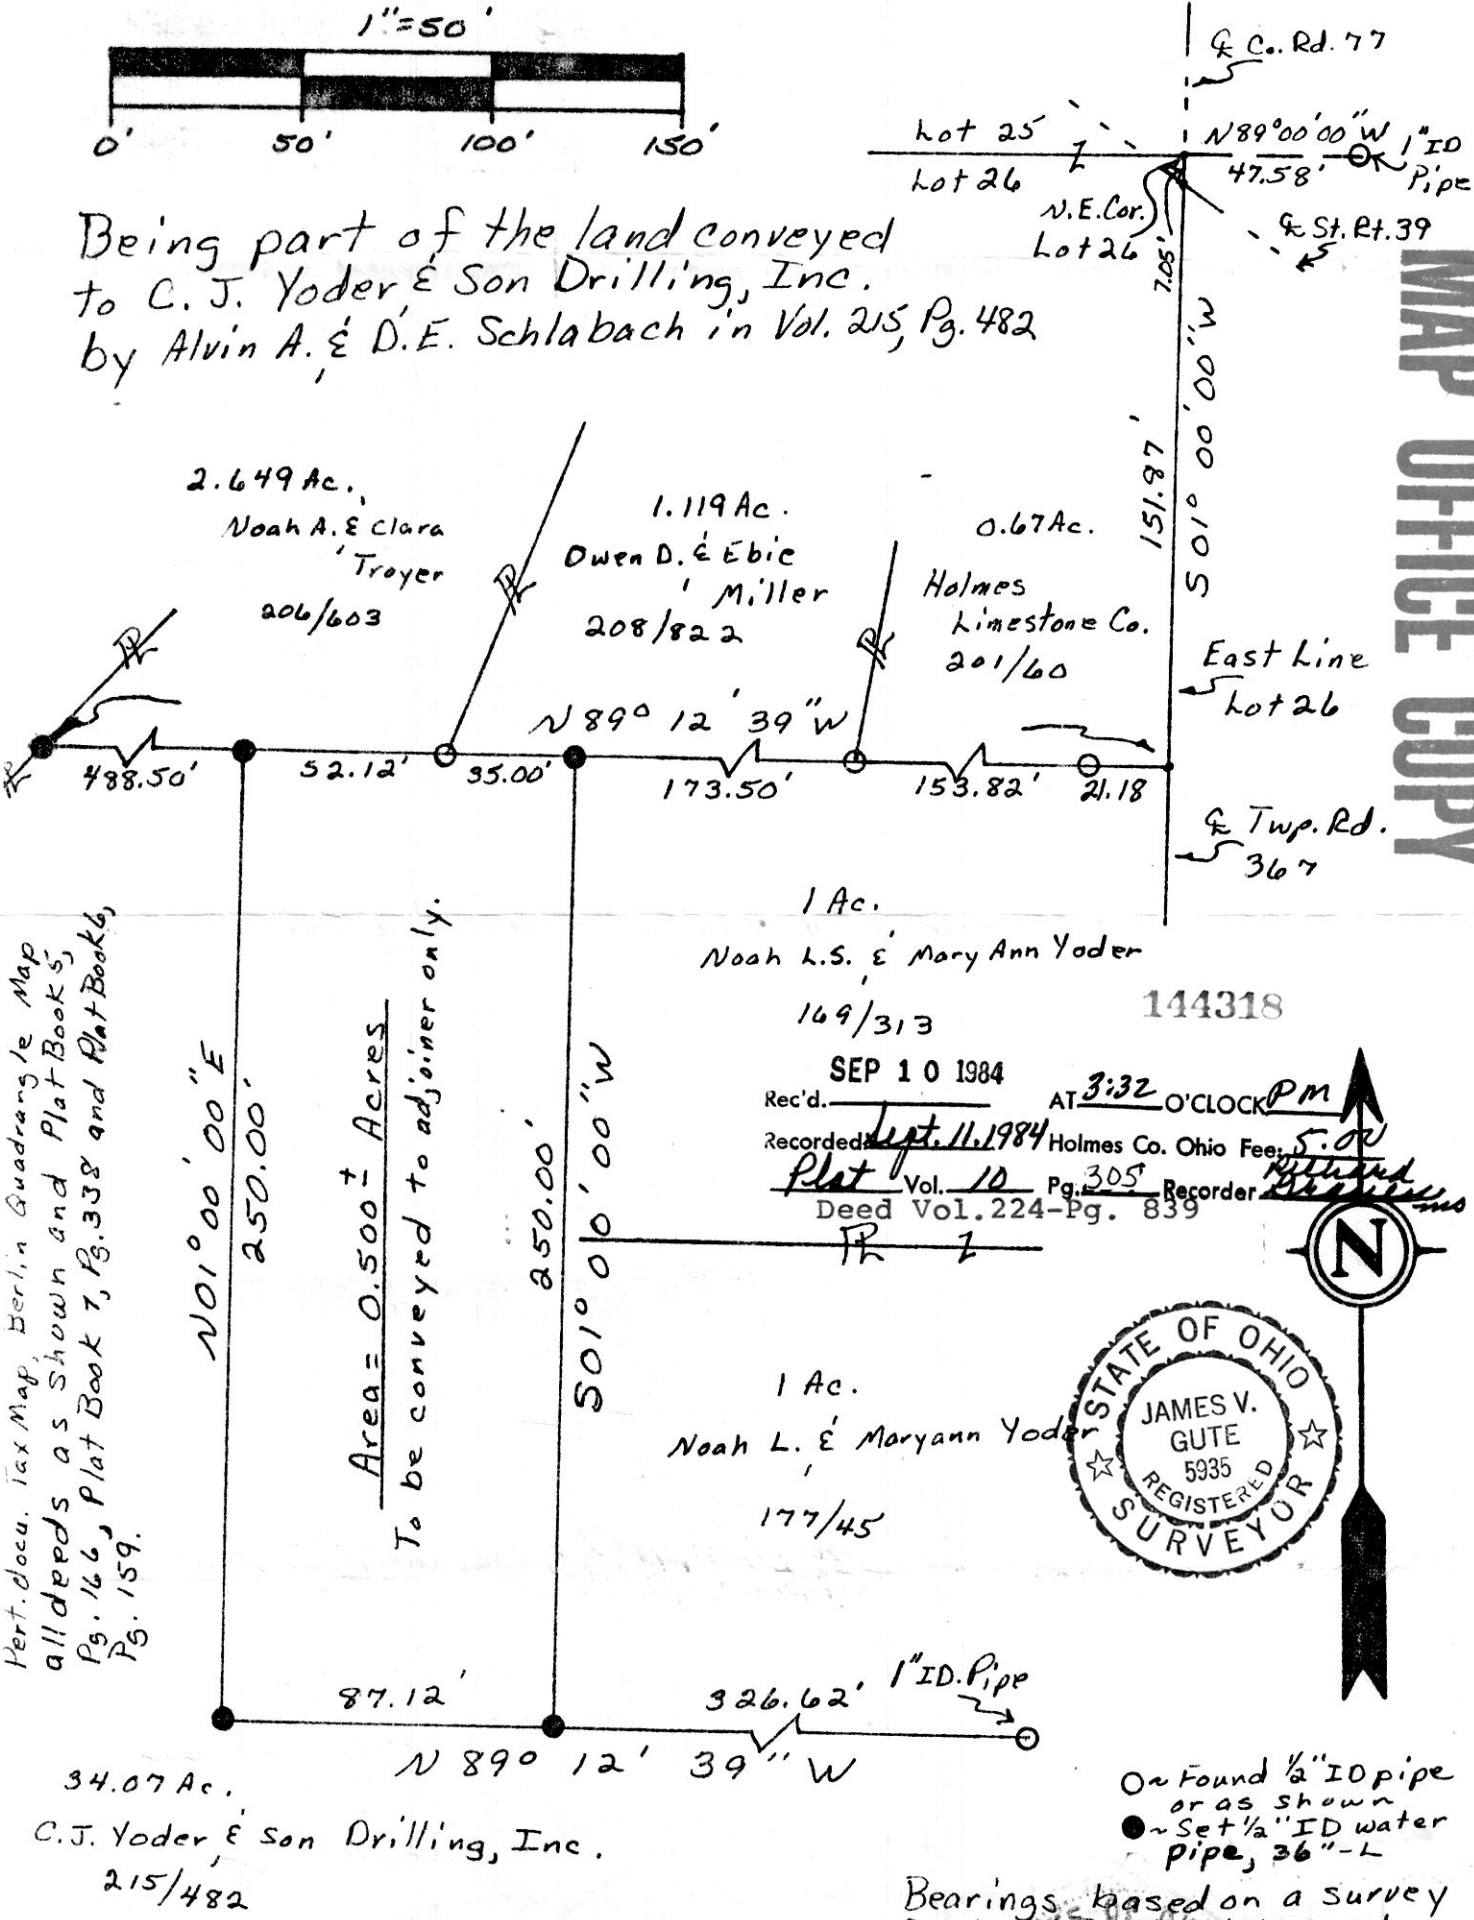 1"=50'
0' 50' 100' 150'
℄ Co. Rd. 77
Lot 25
Lot 26
N89°00'00"W
47.58'
1"ID
Pipe
N.E. Cor.
Lot 26
7.05'
℄ St. Rt. 39
Being part of the land conveyed
to C. J. Yoder & Son Drilling, Inc.
by Alvin A. & D.E. Schlabach in Vol. 215, Pg. 482
MAP OFFICE COPY
151.87'
S 01° 00' 00" W
2.649 Ac.
Noah A. & Clara
Troyer
206/603
1.119 Ac.
Owen D. & Ebie
Miller
208/822
0.67 Ac.
Holmes
Limestone Co.
201/60
East Line
Lot 26
N 89° 12' 39" W
488.50' 52.12' 35.00' 173.50' 153.82' 21.18
℄ Twp. Rd.
367
1 Ac.
Noah L.S. & Mary Ann Yoder
169/313
144318
SEP 10 1984
Rec'd. AT 3:32 O'CLOCK PM
Recorded Sept. 11, 1984 Holmes Co. Ohio Fee: 5.00
Plat Vol. 10 Pg. 305 Recorder
Deed Vol.224-Pg. 839
PL
N
Pert. docu. Tax Map, Berlin Quadrangle Map
all deeds as shown and Plat Book 5,
Pg. 166, Plat Book 7, Pg. 338 and Plat Book 6,
Pg. 159.
N01° 00' 00" E
250.00'
Area = 0.500 ± Acres
To be conveyed to adjoiner only.
250.00'
S01° 00' 00" W
1 Ac.
Noah L. & Maryann Yoder
177/45
STATE OF OHIO
JAMES V.
GUTE
5935
REGISTERED
SURVEYOR
87.12'
326.62'
1"ID. Pipe
N 89° 12' 39" W
34.07 Ac.
C.J. Yoder & Son Drilling, Inc.
215/482
O~ Found 1/2" ID pipe
or as shown
●~ Set 1/2" ID water
pipe, 36"-L
Bearings based on a survey